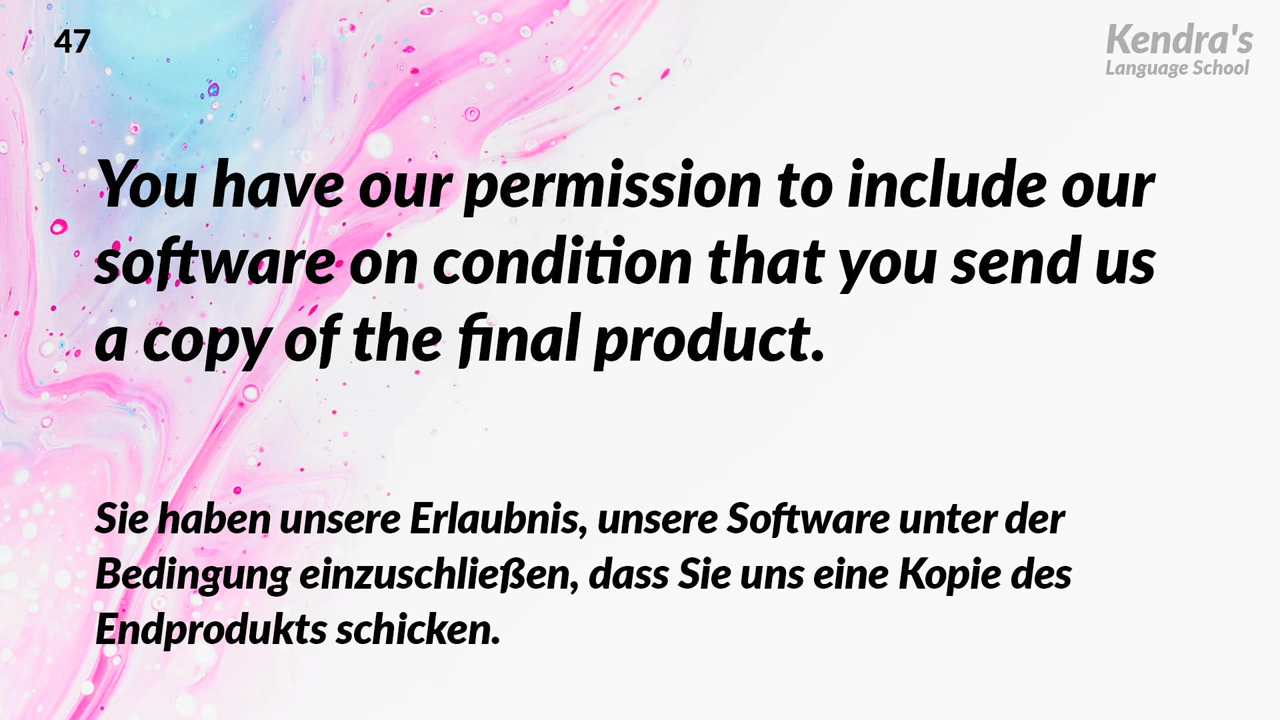 47
Kendra's
Language School
You have our permission to include our
software on condition that you send us
a copy of the final product.
Sie haben unsere Erlaubnis, unsere Software unter der
Bedingung einzuschließen, dass Sie uns eine Kopie des
Endprodukts schicken.